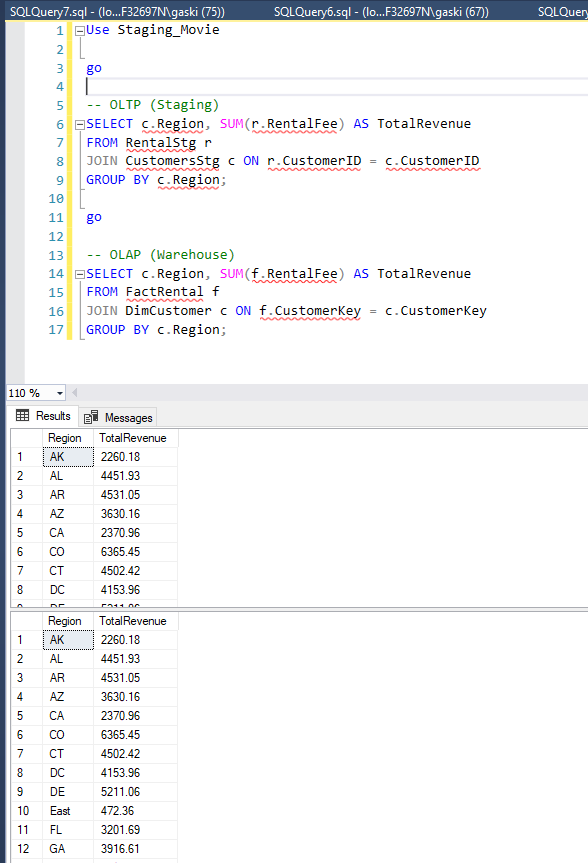 SQLQuery7.sql - (lo...F32697N\gaski (75)) SQLQuery6.sql - (lo...F32697N\gaski (67)) SQLQuery
1 Use Staging_Movie
2
3 go
4
5 -- OLTP (Staging)
6 SELECT c.Region, SUM(r.RentalFee) AS TotalRevenue
7 FROM RentalStg r
8 JOIN CustomersStg c ON r.CustomerID = c.CustomerID
9 GROUP BY c.Region;
10
11 go
12
13 -- OLAP (Warehouse)
14 SELECT c.Region, SUM(f.RentalFee) AS TotalRevenue
15 FROM FactRental f
16 JOIN DimCustomer c ON f.CustomerKey = c.CustomerKey
17 GROUP BY c.Region;
110 %
Results Messages
Region TotalRevenue
1 AK 2260.18
2 AL 4451.93
3 AR 4531.05
4 AZ 3630.16
5 CA 2370.96
6 CO 6365.45
7 CT 4502.42
8 DC 4153.96
Region TotalRevenue
1 AK 2260.18
2 AL 4451.93
3 AR 4531.05
4 AZ 3630.16
5 CA 2370.96
6 CO 6365.45
7 CT 4502.42
8 DC 4153.96
9 DE 5211.06
10 East 472.36
11 FL 3201.69
12 GA 3916.61